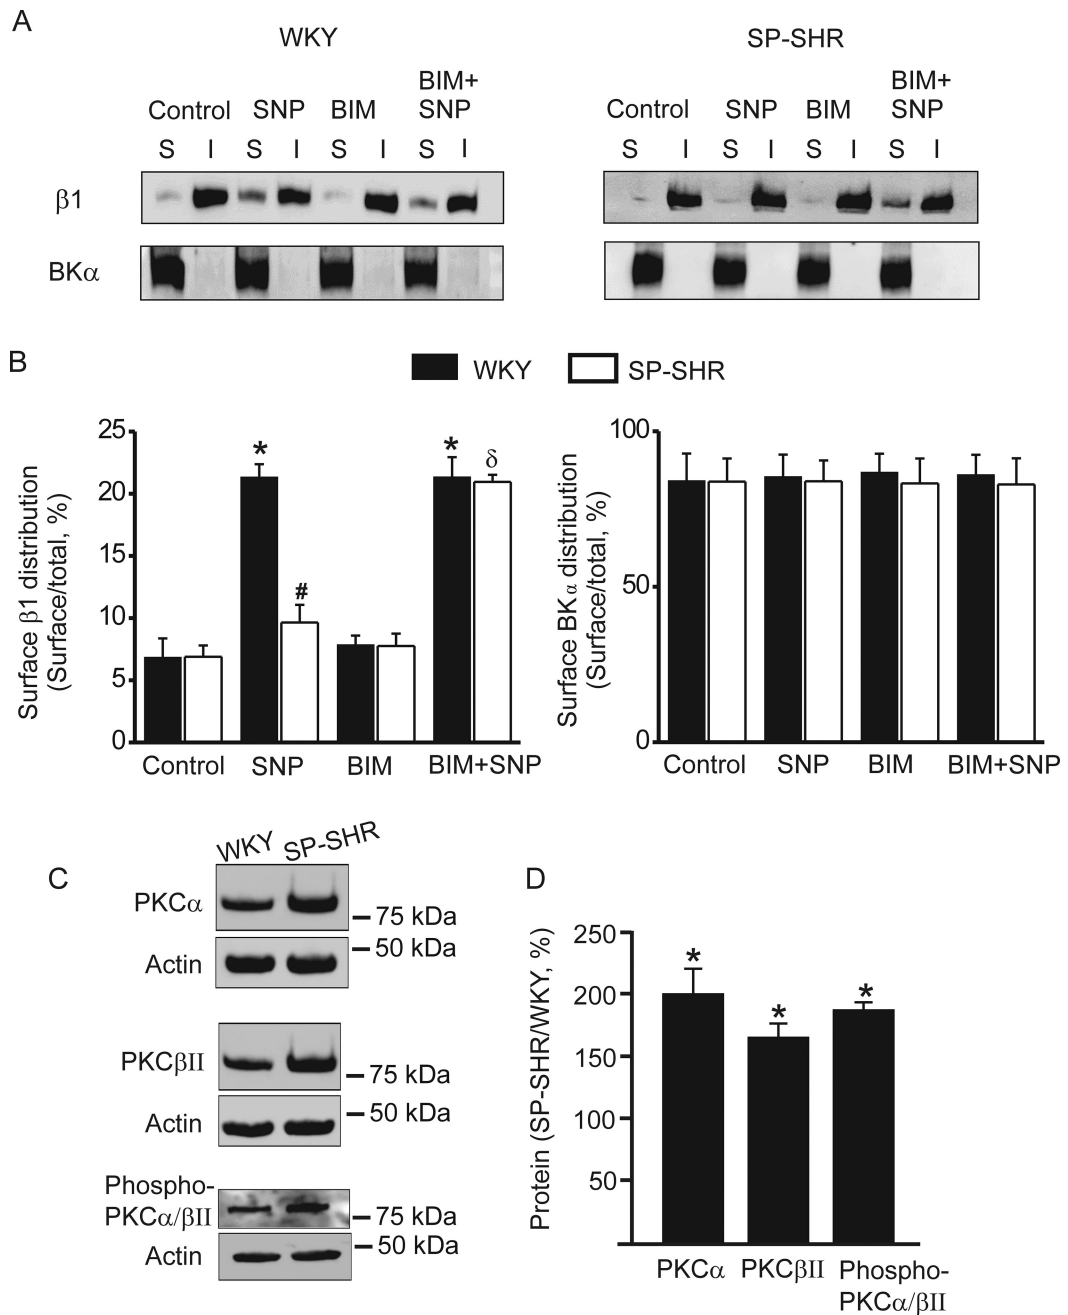 A
WKY
SP-SHR
Control SNP BIM BIM+ SNP
Control SNP BIM BIM+ SNP
S I S I S I S I
S I S I S I S I
β1
BKα
B
WKY SP-SHR
Surface β1 distribution
(Surface/total, %)
25
20
15
10
5
0
*
#
*
δ
Control SNP BIM BIM+SNP
Surface BKα distribution
(Surface/total, %)
100
50
0
Control SNP BIM BIM+SNP
C
WKY SP-SHR
PKCα
75 kDa
50 kDa
Actin
PKCβII
75 kDa
50 kDa
Actin
Phospho-
PKCα/βII
75 kDa
50 kDa
Actin
D
Protein (SP-SHR/WKY, %)
250
200
150
100
50
*
*
*
PKCα PKCβII Phospho-
PKCα/βII